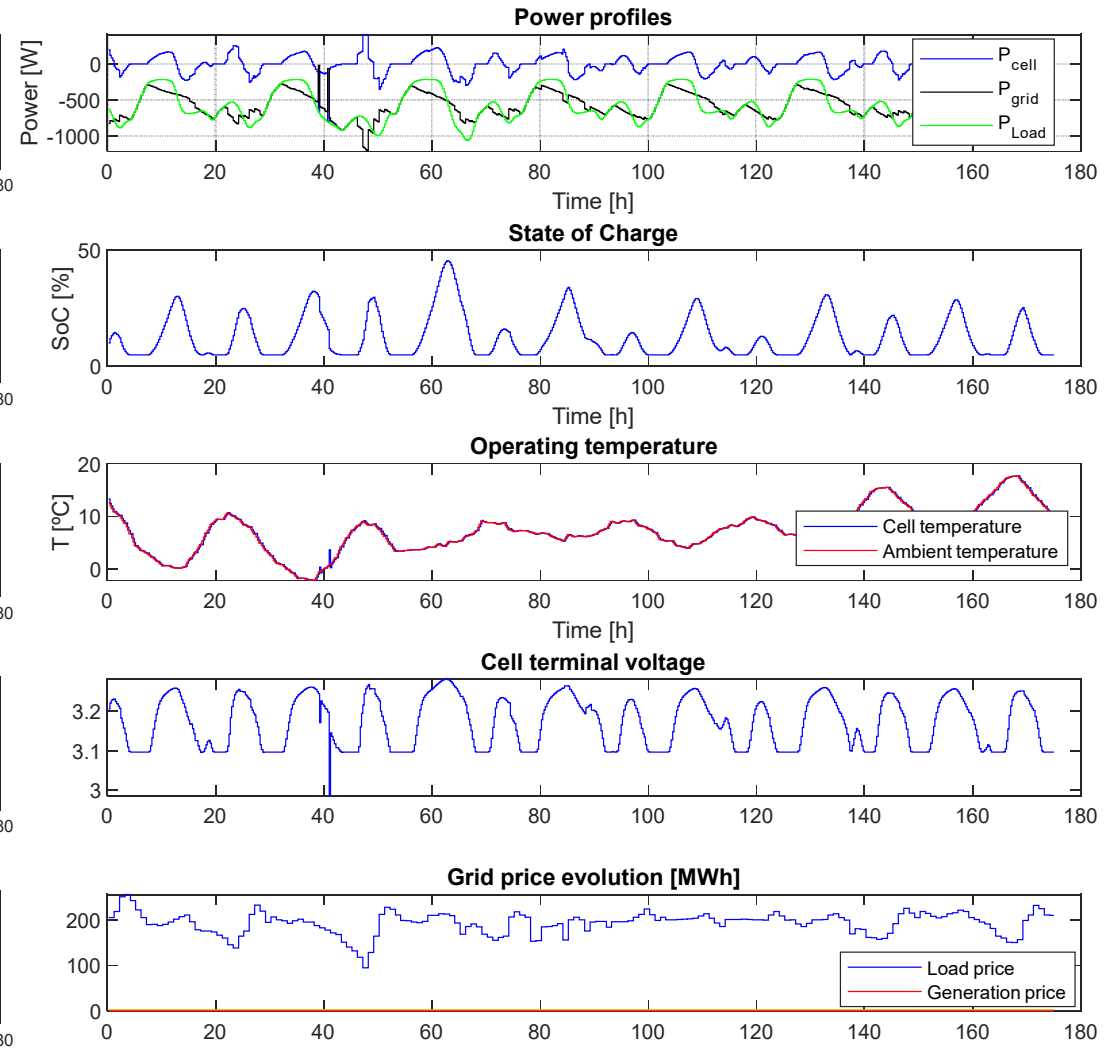 Power profiles
Power [W]
0
-500
-1000
P_cell
P_grid
P_Load
0 20 40 60 80 100 120 140 160 180
Time [h]
80
State of Charge
SoC [%]
50
0
0 20 40 60 80 100 120 140 160 180
Time [h]
80
Operating temperature
T [ºC]
20
10
0
Cell temperature
Ambient temperature
0 20 40 60 80 100 120 140 160 180
Time [h]
80
Cell terminal voltage
3.2
3.1
3
0 20 40 60 80 100 120 140 160 180
80
Grid price evolution [MWh]
200
100
0
Load price
Generation price
0 20 40 60 80 100 120 140 160 180
80